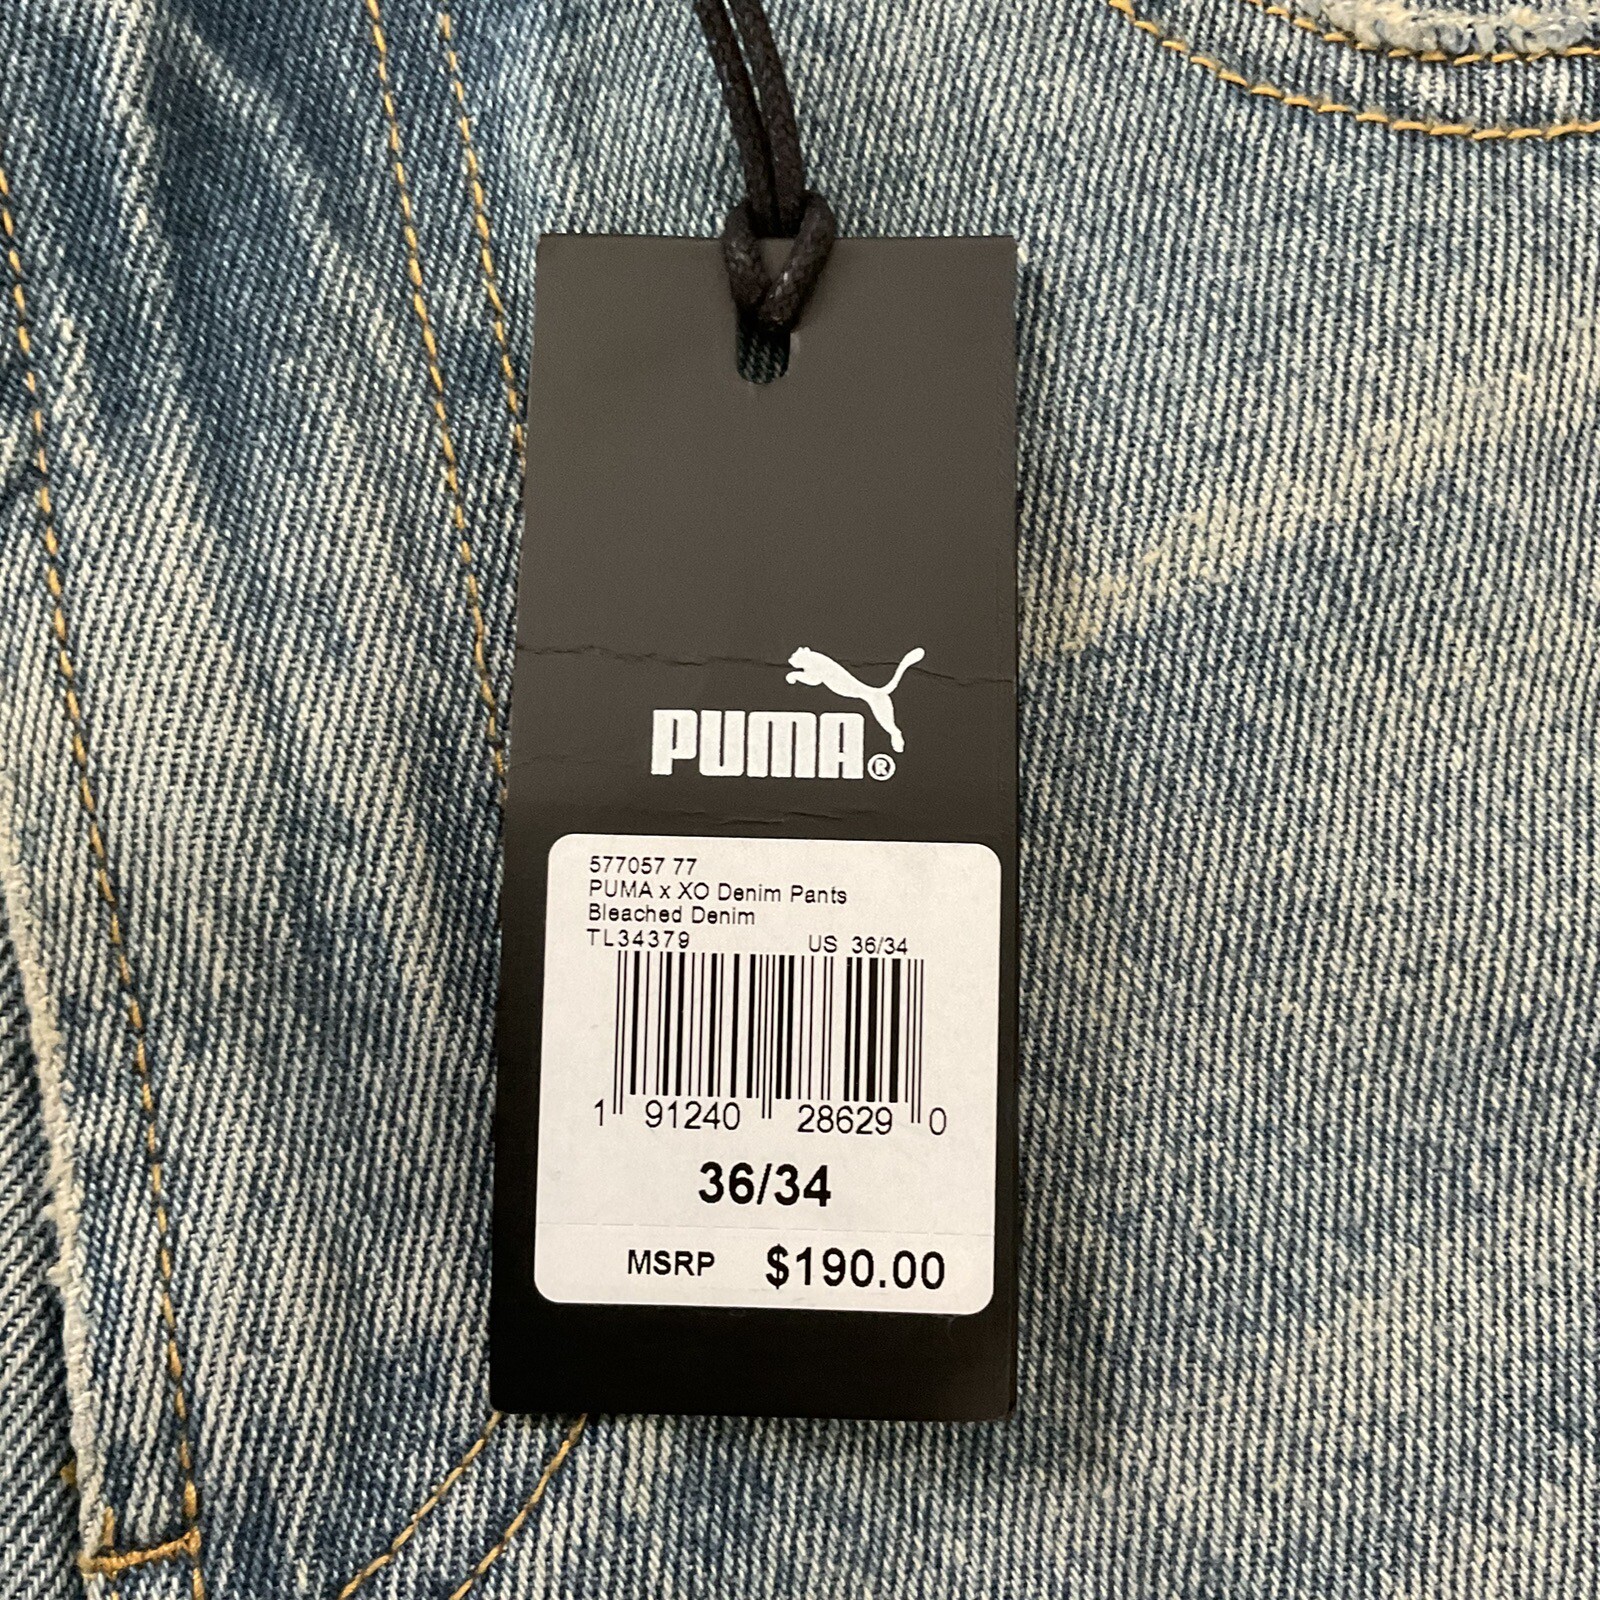 PUMA®
577057 77
PUMA x XO Denim Pants
Bleached Denim
TL34379 US 36/34
1 91240 28629 0
36/34
MSRP $190.00